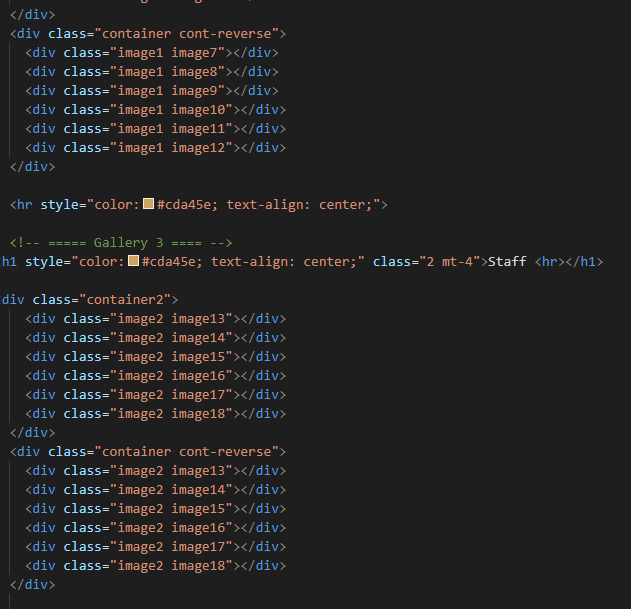 </div>
<div class="container cont-reverse">
<div class="image1 image7"></div>
<div class="image1 image8"></div>
<div class="image1 image9"></div>
<div class="image1 image10"></div>
<div class="image1 image11"></div>
<div class="image1 image12"></div>
</div>
<hr style="color:#cda45e; text-align: center;">
<!-- ===== Gallery 3 ==== -->
h1 style="color:#cda45e; text-align: center;" class="2 mt-4">Staff <hr></h1>
div class="container2">
<div class="image2 image13"></div>
<div class="image2 image14"></div>
<div class="image2 image15"></div>
<div class="image2 image16"></div>
<div class="image2 image17"></div>
<div class="image2 image18"></div>
</div>
<div class="container cont-reverse">
<div class="image2 image13"></div>
<div class="image2 image14"></div>
<div class="image2 image15"></div>
<div class="image2 image16"></div>
<div class="image2 image17"></div>
<div class="image2 image18"></div>
</div>